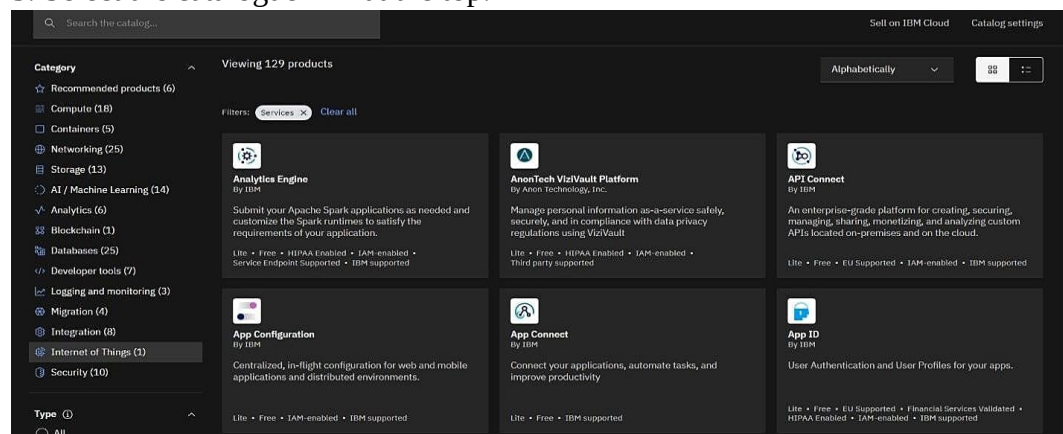 Search the catalog...
Sell on IBM Cloud
Catalog settings
Category
Recommended products (6)
Compute (18)
Containers (5)
Networking (25)
Storage (13)
AI / Machine Learning (14)
Analytics (6)
Blockchain (1)
Databases (25)
Developer tools (7)
Logging and monitoring (3)
Migration (4)
Integration (8)
Internet of Things (1)
Security (10)
Type
All
Viewing 129 products
Alphabetically
Filters: Services × Clear all
Analytics Engine
By IBM
Submit your Apache Spark applications as needed and
customize the Spark runtimes to satisfy the
requirements of your application.
Lite • Free • HIPAA Enabled • IAM-enabled •
Service Endpoint Supported • IBM supported
AnonTech ViziVault Platform
By Anon Technology, Inc.
Manage personal information as-a-service safely,
securely, and in compliance with data privacy
regulations using ViziVault
Lite • Free • HIPAA Enabled • IAM-enabled •
Third party supported
API Connect
By IBM
An enterprise-grade platform for creating, securing,
managing, sharing, monetizing, and analyzing custom
APIs located on-premises and on the cloud.
Lite • Free • EU Supported • IAM-enabled • IBM supported
App Configuration
By IBM
Centralized, in-flight configuration for web and mobile
applications and distributed environments.
Lite • Free • IAM-enabled • IBM supported
App Connect
By IBM
Connect your applications, automate tasks, and
improve productivity
Lite • Free • IBM supported
App ID
By IBM
User Authentication and User Profiles for your apps.
Lite • Free • EU Supported • Financial Services Validated •
HIPAA Enabled • IAM-enabled • IBM supported